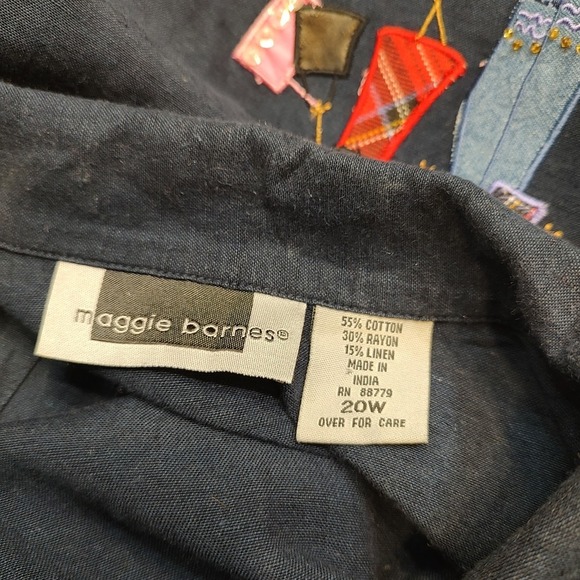 maggie barnes®
55% COTTON
30% RAYON
15% LINEN
MADE IN
INDIA
RN 88779
20W
OVER FOR CARE